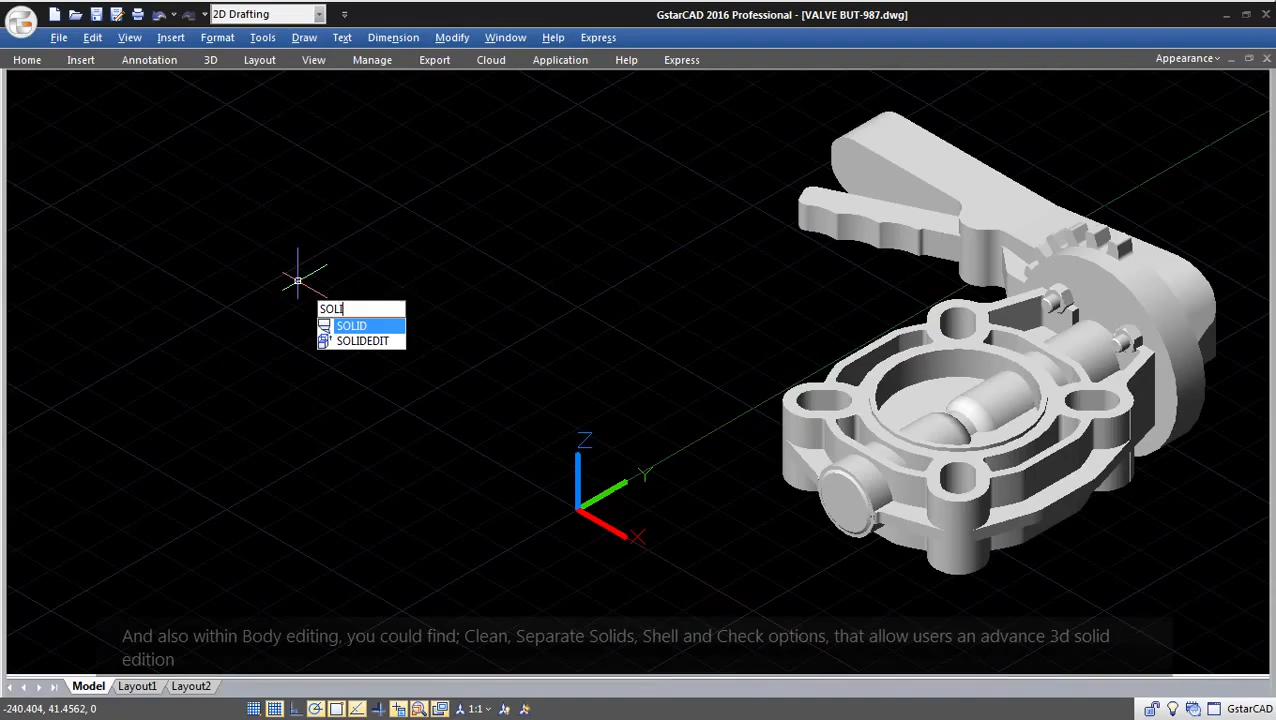 2D Drafting
GstarCAD 2016 Professional - [VALVE BUT-987.dwg]
File Edit View Insert Format Tools Draw Text Dimension Modify Window Help Express
Home Insert Annotation 3D Layout View Manage Export Cloud Application Help Express Appearance
SOLI
SOLID
SOLIDEDIT
Z
Y
X
And also within Body editing, you could find; Clean, Separate Solids, Shell and Check options, that allow users an advance 3d solid
edition
Model Layout1 Layout2
-240.404, 41.4562, 0 1:1 GstarCAD